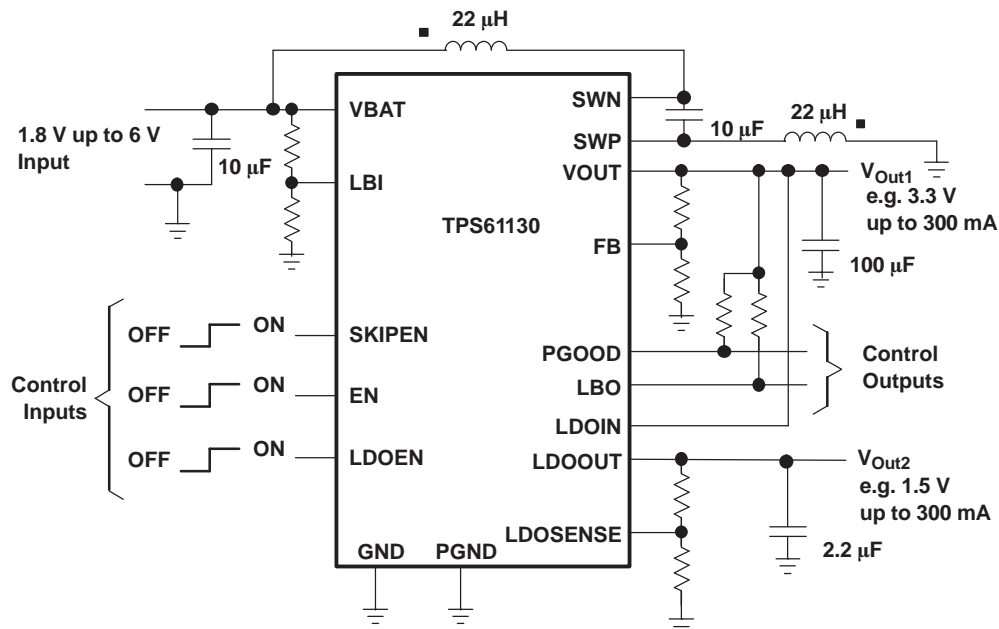 22 μH
VBAT
SWN
22 μH
1.8 V up to 6 V
Input
10 μF
10 μF
SWP
LBI
VOUT
VOut1
e.g. 3.3 V
up to 300 mA
TPS61130
FB
100 μF
OFF ON
SKIPEN
PGOOD
Control
Outputs
Control
Inputs
OFF ON
EN
LBO
LDOIN
OFF ON
LDOEN
LDOOUT
VOut2
e.g. 1.5 V
up to 300 mA
LDOSENSE
2.2 μF
GND PGND